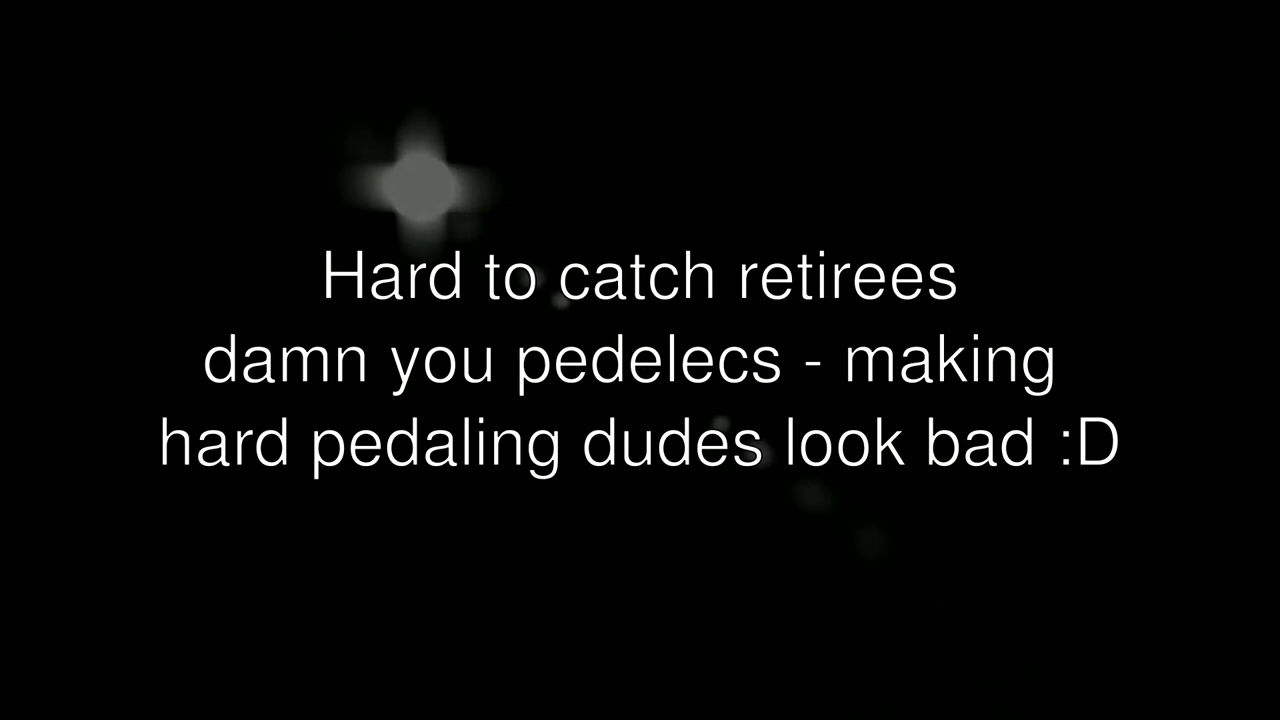 Hard to catch retirees
damn you pedelecs - making
hard pedaling dudes look bad :D